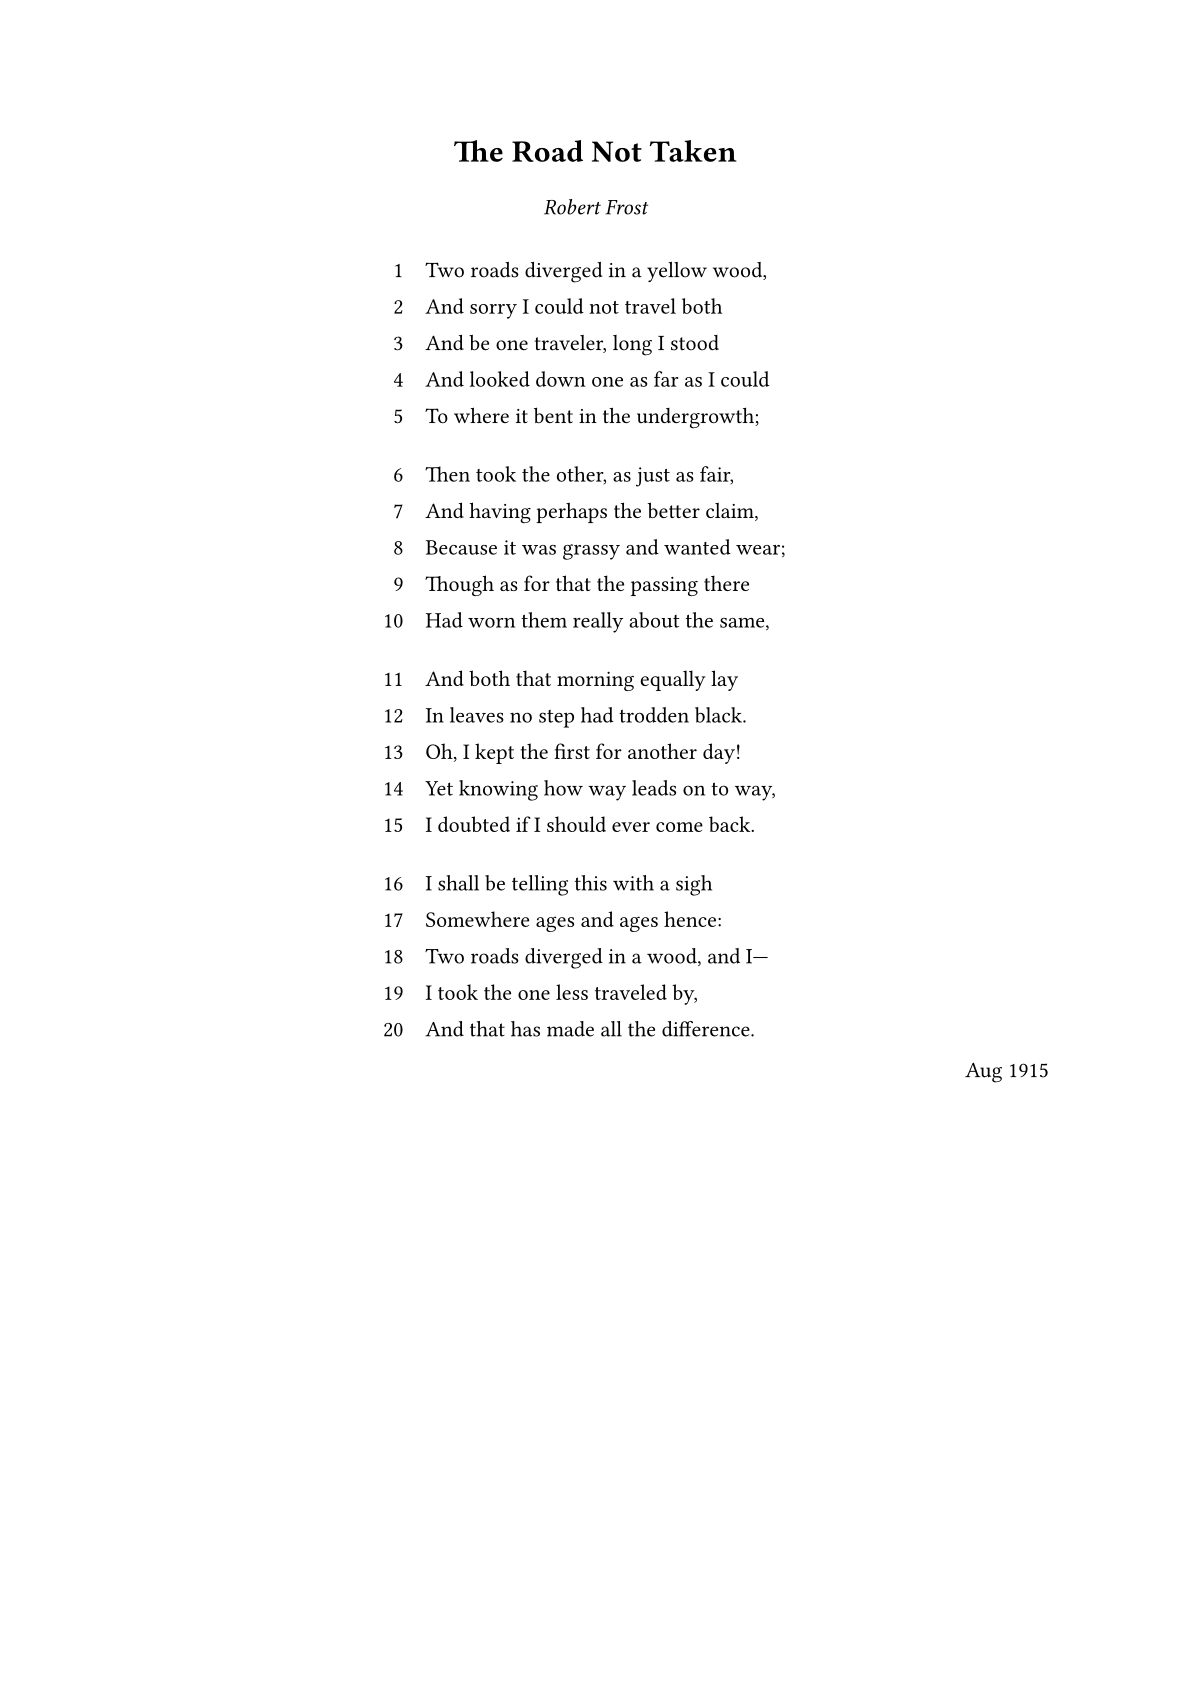 The Road Not Taken
Robert Frost
1 Two roads diverged in a yellow wood,
2 And sorry I could not travel both
3 And be one traveler, long I stood
4 And looked down one as far as I could
5 To where it bent in the undergrowth;
6 Then took the other, as just as fair,
7 And having perhaps the better claim,
8 Because it was grassy and wanted wear;
9 Though as for that the passing there
10 Had worn them really about the same,
11 And both that morning equally lay
12 In leaves no step had trodden black.
13 Oh, I kept the first for another day!
14 Yet knowing how way leads on to way,
15 I doubted if I should ever come back.
16 I shall be telling this with a sigh
17 Somewhere ages and ages hence:
18 Two roads diverged in a wood, and I—
19 I took the one less traveled by,
20 And that has made all the difference.
Aug 1915